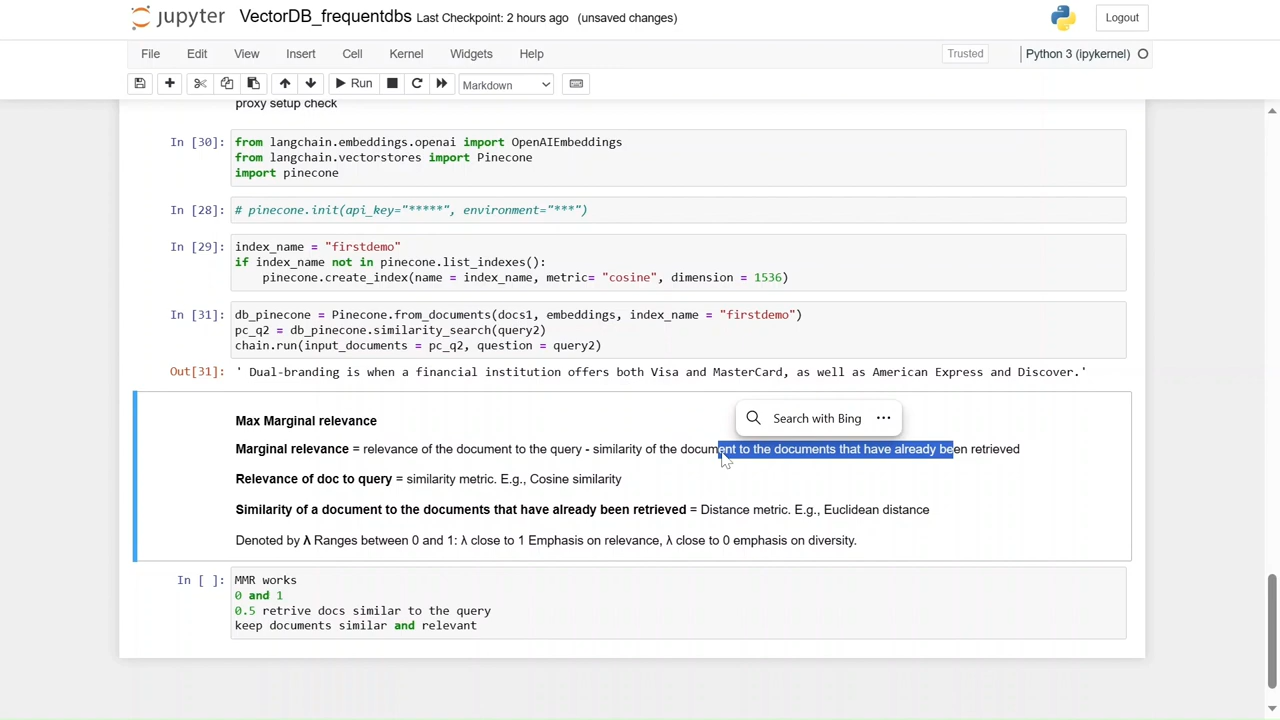 jupyter VectorDB_frequentdbs Last Checkpoint: 2 hours ago (unsaved changes) Logout
File Edit View Insert Cell Kernel Widgets Help Trusted Python 3 (ipykernel)
Run Markdown
proxy setup check
In [30]: from langchain.embeddings.openai import OpenAIEmbeddings
from langchain.vectorstores import Pinecone
import pinecone
In [28]: # pinecone.init(api_key="*****", environment="***")
In [29]: index_name = "firstdemo"
if index_name not in pinecone.list_indexes():
pinecone.create_index(name = index_name, metric= "cosine", dimension = 1536)
In [31]: db_pinecone = Pinecone.from_documents(docs1, embeddings, index_name = "firstdemo")
pc_q2 = db_pinecone.similarity_search(query2)
chain.run(input_documents = pc_q2, question = query2)
Out[31]: ' Dual-branding is when a financial institution offers both Visa and MasterCard, as well as American Express and Discover.'
Max Marginal relevance
Search with Bing ···
Marginal relevance = relevance of the document to the query - similarity of the document to the documents that have already been retrieved
Relevance of doc to query = similarity metric. E.g., Cosine similarity
Similarity of a document to the documents that have already been retrieved = Distance metric. E.g., Euclidean distance
Denoted by λ Ranges between 0 and 1: λ close to 1 Emphasis on relevance, λ close to 0 emphasis on diversity.
In [ ]: MMR works
0 and 1
0.5 retrive docs similar to the query
keep documents similar and relevant